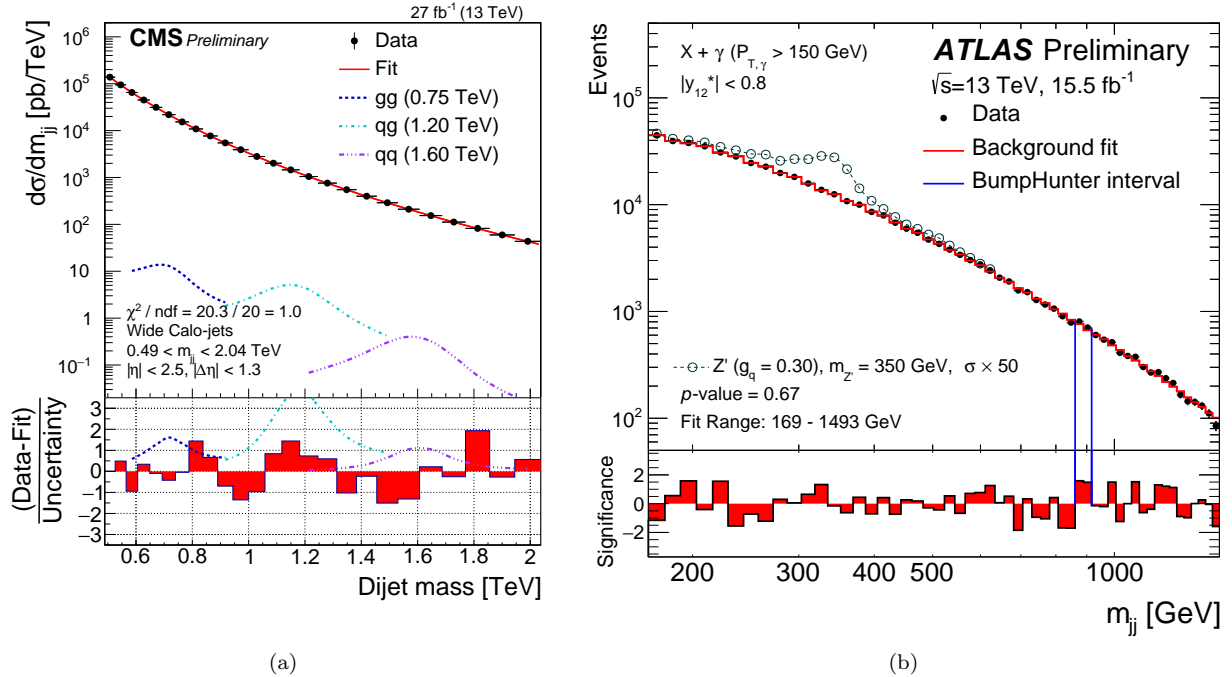 27 fb⁻¹ (13 TeV)
CMS Preliminary
Data
Fit
gg (0.75 TeV)
qg (1.20 TeV)
qq (1.60 TeV)
dσ/dm_jj [pb/TeV]
10⁶
10⁵
10⁴
10³
10²
10
1
10⁻¹
χ² / ndf = 20.3 / 20 = 1.0
Wide Calo-jets
0.49 < m_jj < 2.04 TeV
|η| < 2.5, |Δη| < 1.3
(Data-Fit)
Uncertainty
3
2
1
0
−1
−2
−3
0.6 0.8 1 1.2 1.4 1.6 1.8 2
Dijet mass [TeV]
(a)
Events
10⁵
10⁴
10³
10²
X + γ (P_T,γ > 150 GeV)
|y*₁₂| < 0.8
ATLAS Preliminary
√s=13 TeV, 15.5 fb⁻¹
Data
Background fit
BumpHunter interval
Z' (g_q = 0.30), m_Z' = 350 GeV, σ × 50
p-value = 0.67
Fit Range: 169 - 1493 GeV
Significance
2
0
−2
200 300 400 500 1000
m_jj [GeV]
(b)